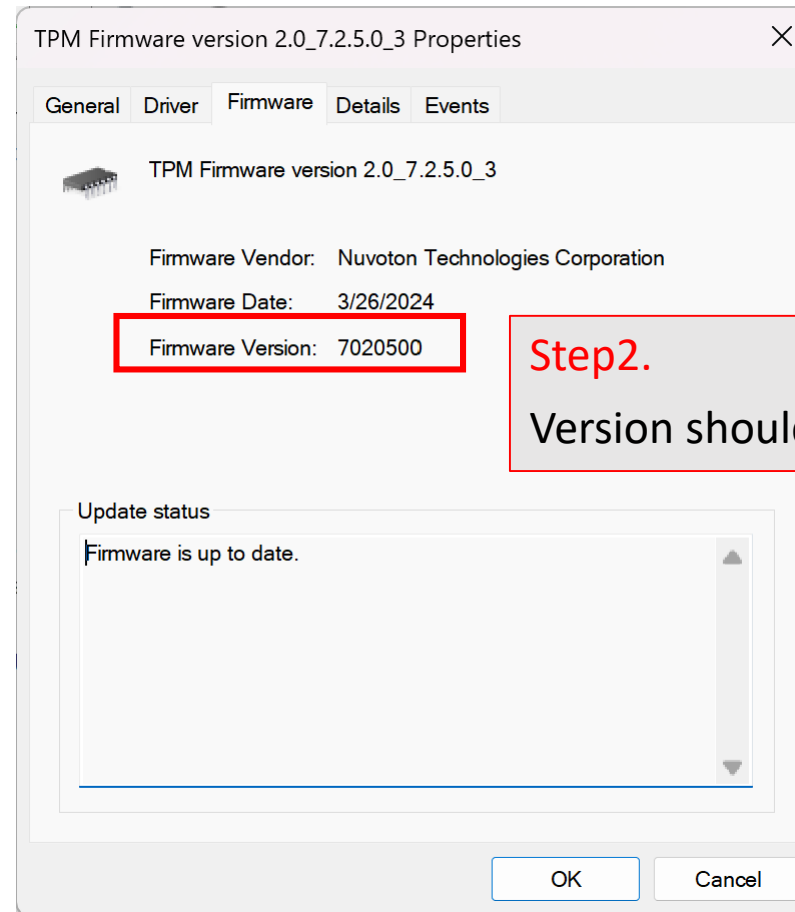 TPM Firmware version 2.0_7.2.5.0_3 Properties
General Driver Firmware Details Events
TPM Firmware version 2.0_7.2.5.0_3
Firmware Vendor: Nuvoton Technologies Corporation
Firmware Date: 3/26/2024
Firmware Version: 7020500
Step2.
Version should
Update status
Firmware is up to date.
OK Cancel